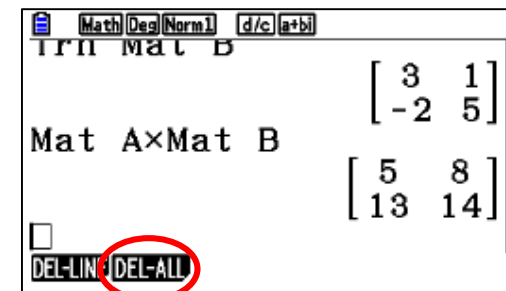 Math Deg Norm1 d/c a+bi
Trn Mat B
[ 3 1 ]
[ -2 5 ]
Mat A×Mat B
[ 5 8 ]
[ 13 14 ]
DEL-LINE DEL-ALL